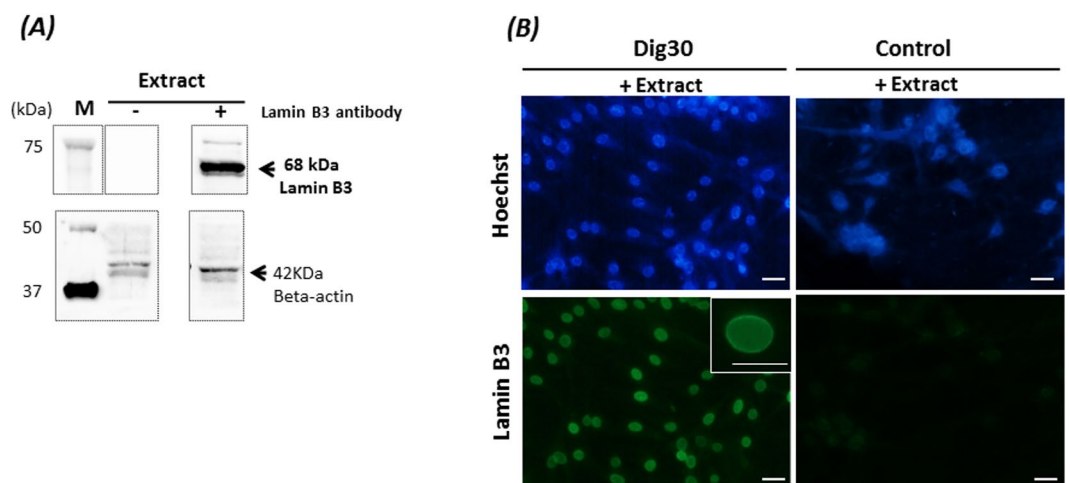 (A)
Extract
(kDa) M - + Lamin B3 antibody
75
68 kDa
Lamin B3
50
42KDa
Beta-actin
37
(B)
Dig30 Control
+ Extract + Extract
Hoechst
Lamin B3